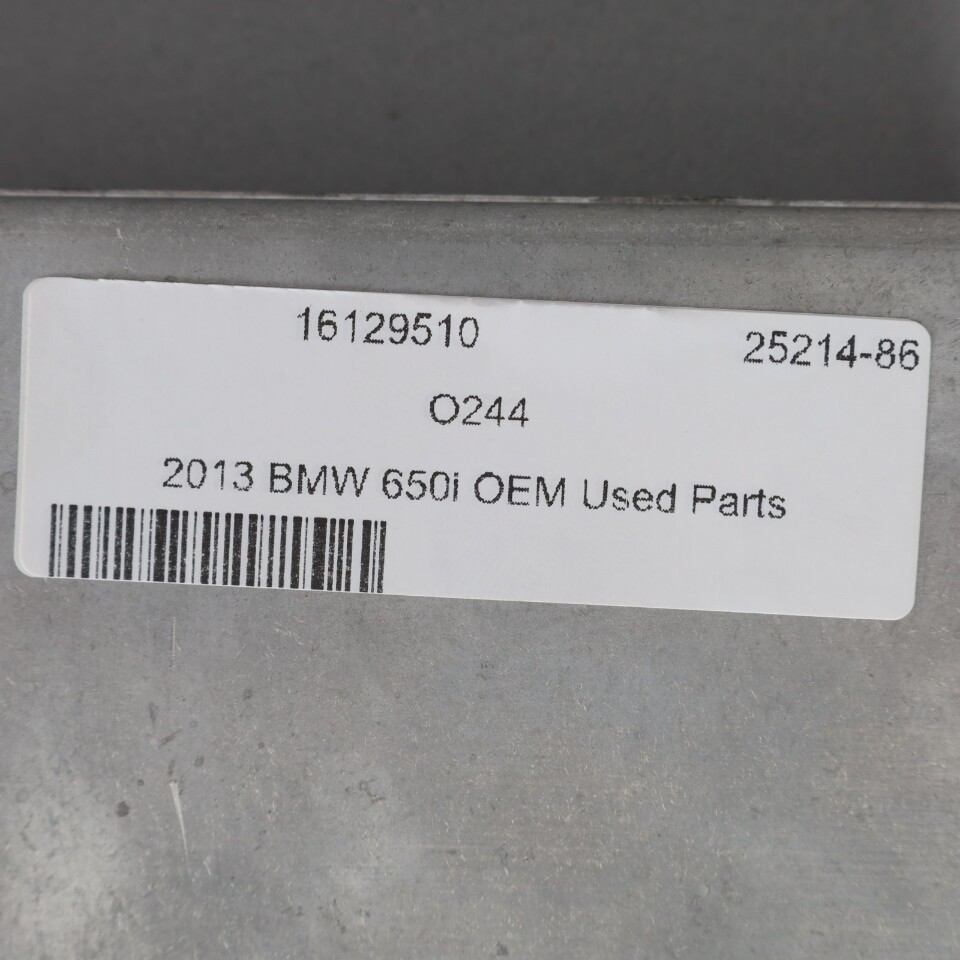 16129510 25214-86
O244
2013 BMW 650i OEM Used Parts